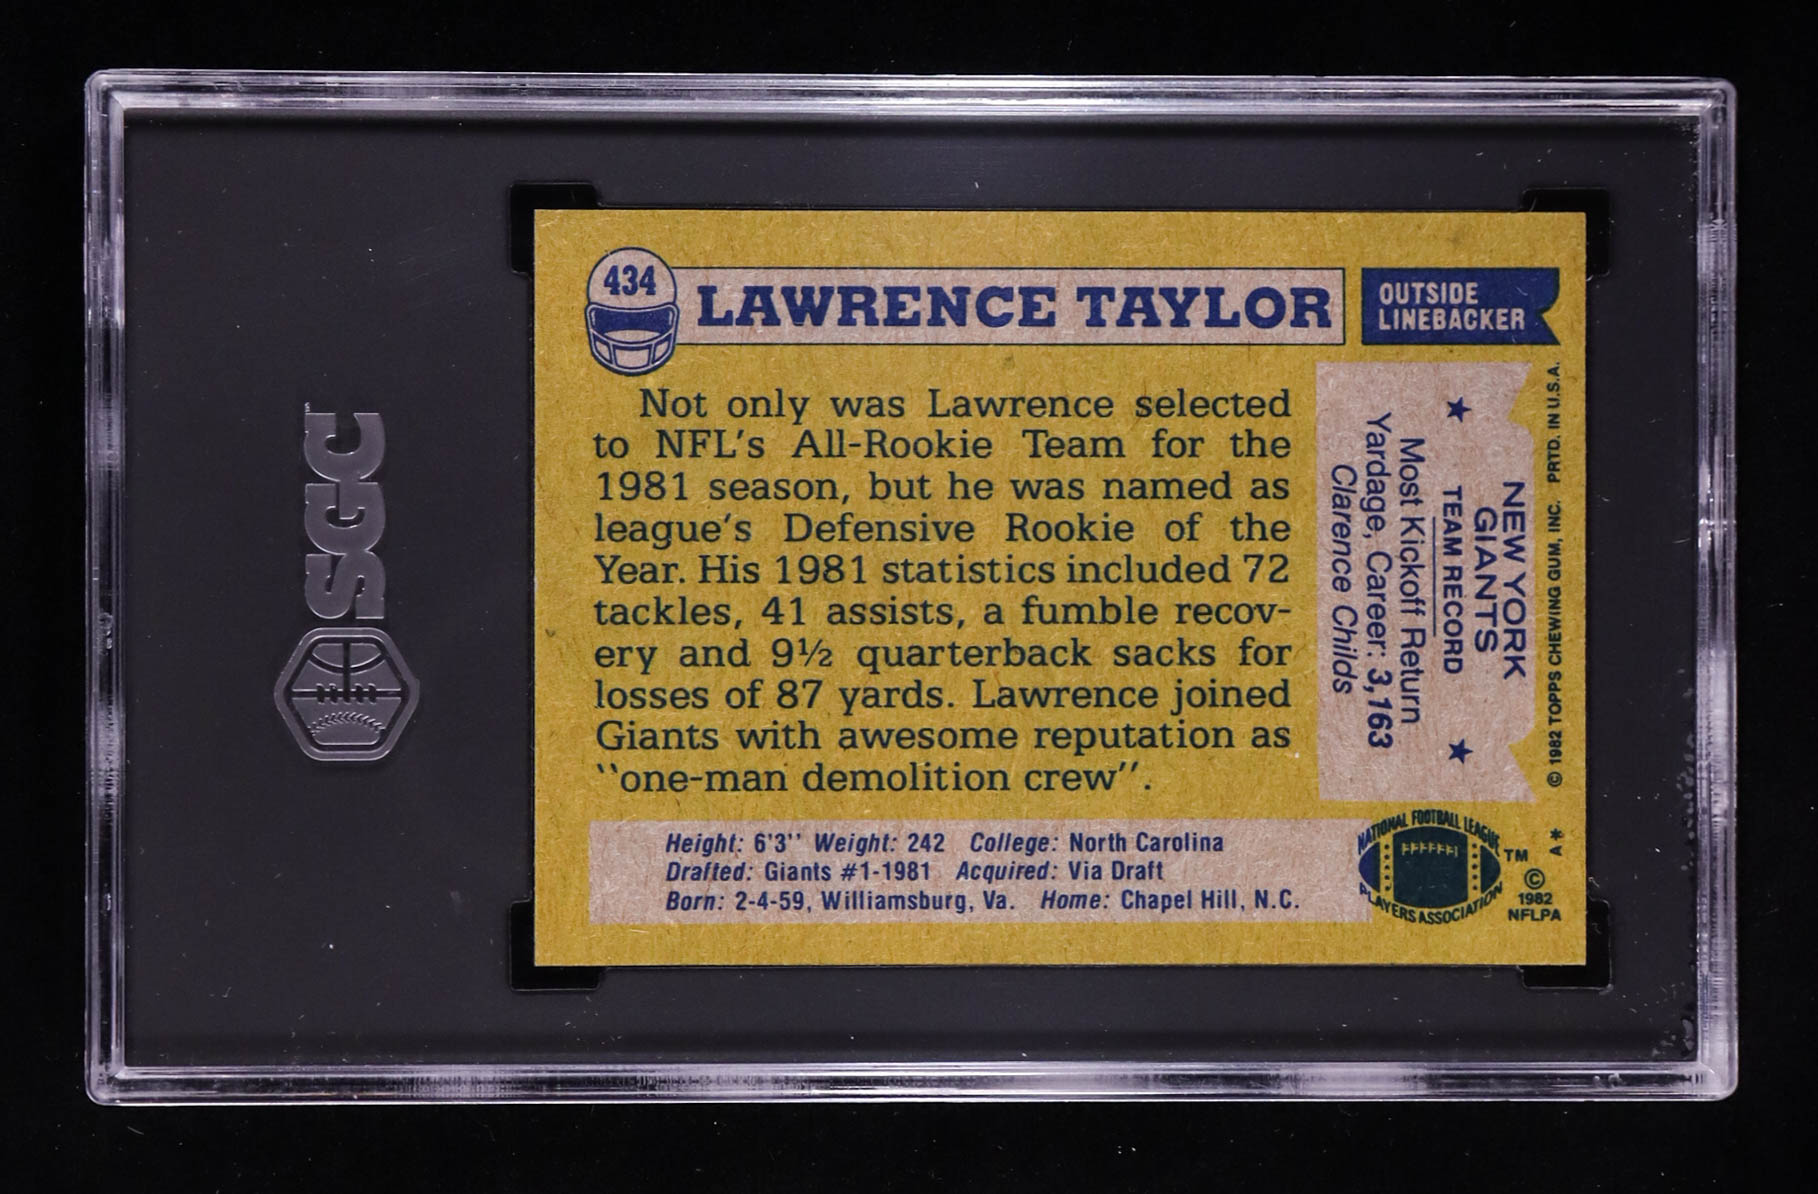 434
LAWRENCE TAYLOR
OUTSIDE
LINEBACKER
Not only was Lawrence selected
to NFL's All-Rookie Team for the
1981 season, but he was named as
league's Defensive Rookie of the
Year. His 1981 statistics included 72
tackles, 41 assists, a fumble recov-
ery and 9½ quarterback sacks for
losses of 87 yards. Lawrence joined
Giants with awesome reputation as
''one-man demolition crew''.
NEW YORK
GIANTS
★ TEAM RECORD ★
Most Kickoff Return
Yardage, Career: 3,163
Clarence Childs
© 1982 TOPPS CHEWING GUM, INC. PRTD. IN U.S.A.
Height: 6'3'' Weight: 242 College: North Carolina
Drafted: Giants #1-1981 Acquired: Via Draft
Born: 2-4-59, Williamsburg, Va. Home: Chapel Hill, N.C.
NATIONAL FOOTBALL LEAGUE
PLAYERS ASSOCIATION
TM
A*
©
1982
NFLPA
SGC